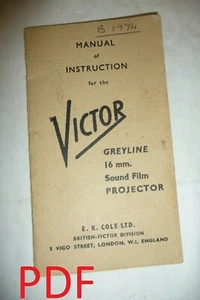 MANUAL
of
INSTRUCTION
for the
VICTOR
GREYLINE
16 mm.
Sound Film
PROJECTOR
E. K. COLE LTD.
BRITISH-VICTOR DIVISION
5 VIGO STREET, LONDON, W.1, ENGLAND
PDF